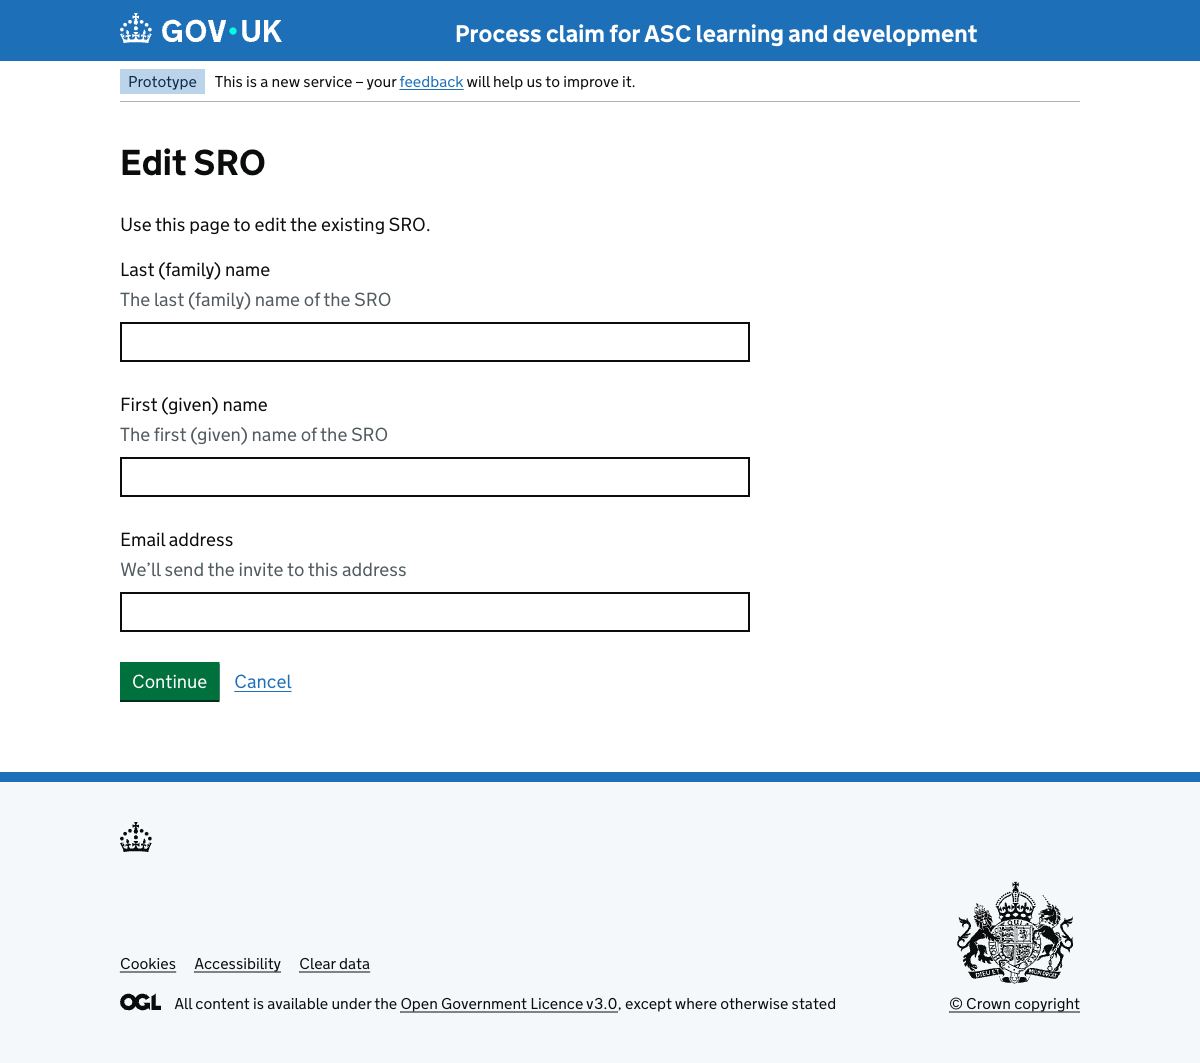 GOV·UK
Process claim for ASC learning and development
Prototype This is a new service – your feedback will help us to improve it.
Edit SRO
Use this page to edit the existing SRO.
Last (family) name
The last (family) name of the SRO
First (given) name
The first (given) name of the SRO
Email address
We’ll send the invite to this address
Continue Cancel
Cookies Accessibility Clear data
OGL All content is available under the Open Government Licence v3.0, except where otherwise stated
© Crown copyright